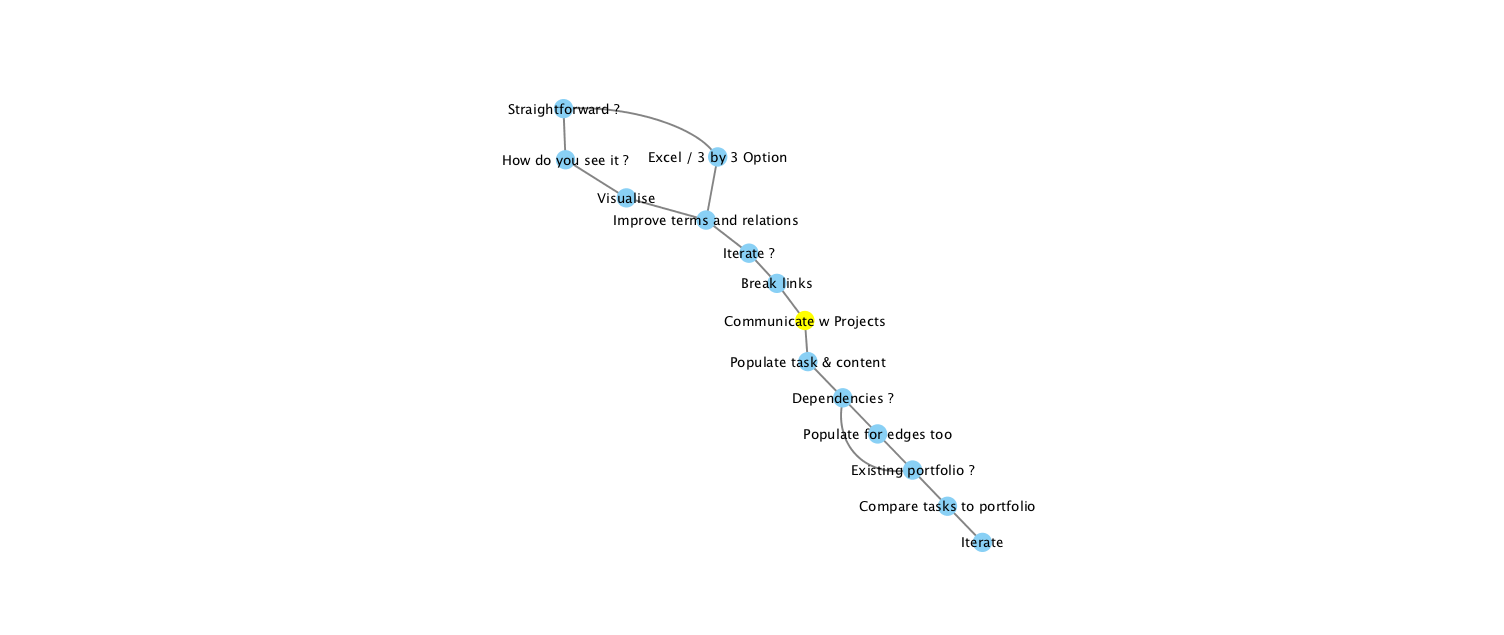 Straightforward ?
How do you see it ?
Excel / 3 by 3 Option
Visualise
Improve terms and relations
Iterate ?
Break links
Communicate w Projects
Populate task & content
Dependencies ?
Populate for edges too
Existing portfolio ?
Compare tasks to portfolio
Iterate